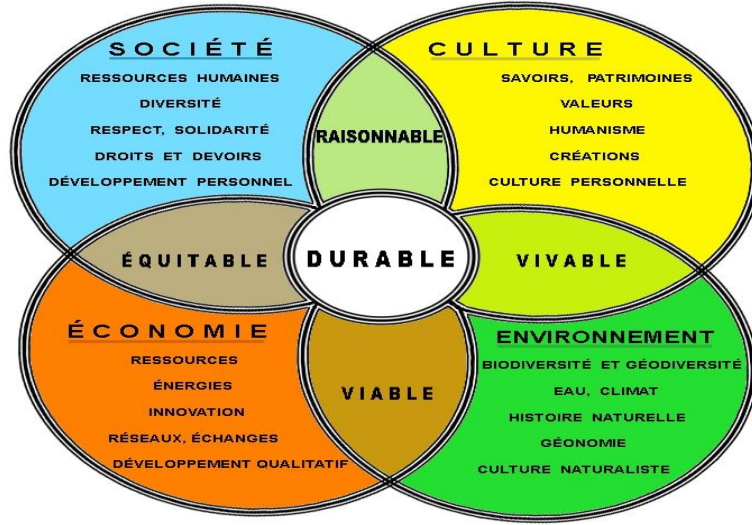 SOCIÉTÉ
RESSOURCES HUMAINES
DIVERSITÉ
RESPECT, SOLIDARITÉ
DROITS ET DEVOIRS
DÉVELOPPEMENT PERSONNEL
CULTURE
SAVOIRS, PATRIMOINES
VALEURS
HUMANISME
CRÉATIONS
CULTURE PERSONNELLE
RAISONNABLE
ÉQUITABLE
DURABLE
VIVABLE
ÉCONOMIE
RESSOURCES
ÉNERGIES
INNOVATION
RÉSEAUX, ÉCHANGES
DÉVELOPPEMENT QUALITATIF
VIABLE
ENVIRONNEMENT
BIODIVERSITÉ ET GÉODIVERSITÉ
EAU, CLIMAT
HISTOIRE NATURELLE
GÉONOMIE
CULTURE NATURALISTE